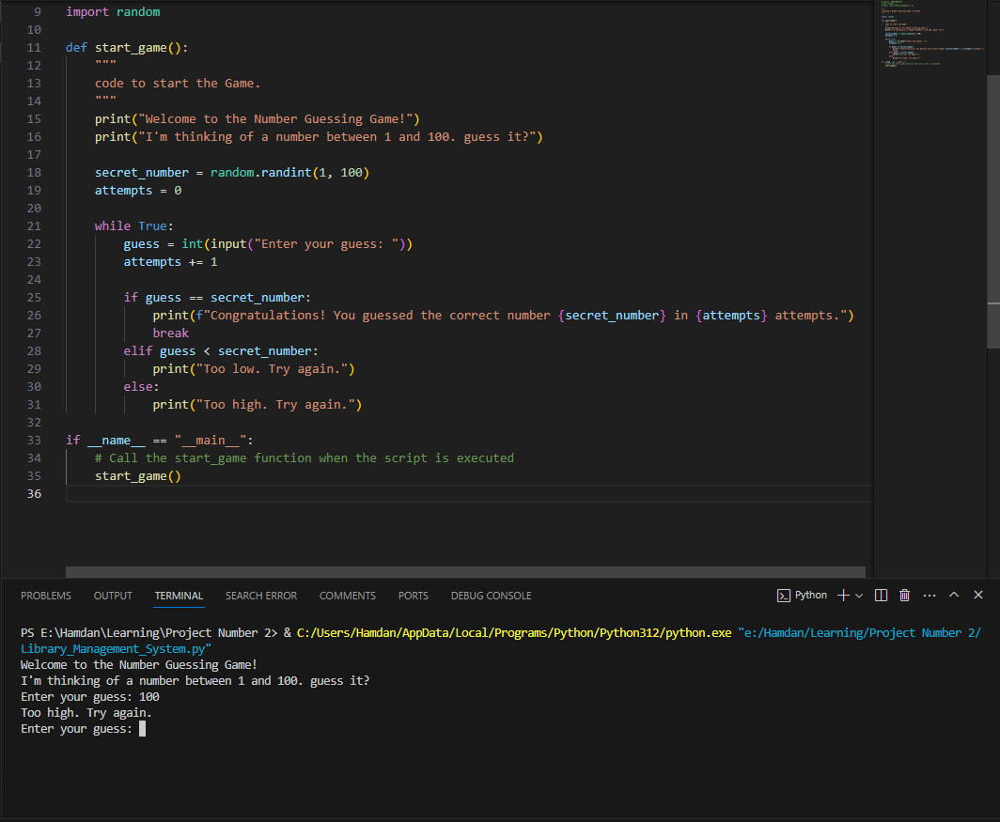 9 import random
10
11 def start_game():
12     """
13     code to start the Game.
14     """
15     print("Welcome to the Number Guessing Game!")
16     print("I'm thinking of a number between 1 and 100. guess it?")
17
18     secret_number = random.randint(1, 100)
19     attempts = 0
20
21     while True:
22         guess = int(input("Enter your guess: "))
23         attempts += 1
24
25         if guess == secret_number:
26             print(f"Congratulations! You guessed the correct number {secret_number} in {attempts} attempts.")
27             break
28         elif guess < secret_number:
29             print("Too low. Try again.")
30         else:
31             print("Too high. Try again.")
32
33 if __name__ == "__main__":
34     # Call the start_game function when the script is executed
35     start_game()
36
PROBLEMS OUTPUT TERMINAL SEARCH ERROR COMMENTS PORTS DEBUG CONSOLE Python
PS E:\Hamdan\Learning\Project Number 2> & C:/Users/Hamdan/AppData/Local/Programs/Python/Python312/python.exe "e:/Hamdan/Learning/Project Number 2/
Library_Management_System.py"
Welcome to the Number Guessing Game!
I'm thinking of a number between 1 and 100. guess it?
Enter your guess: 100
Too high. Try again.
Enter your guess: